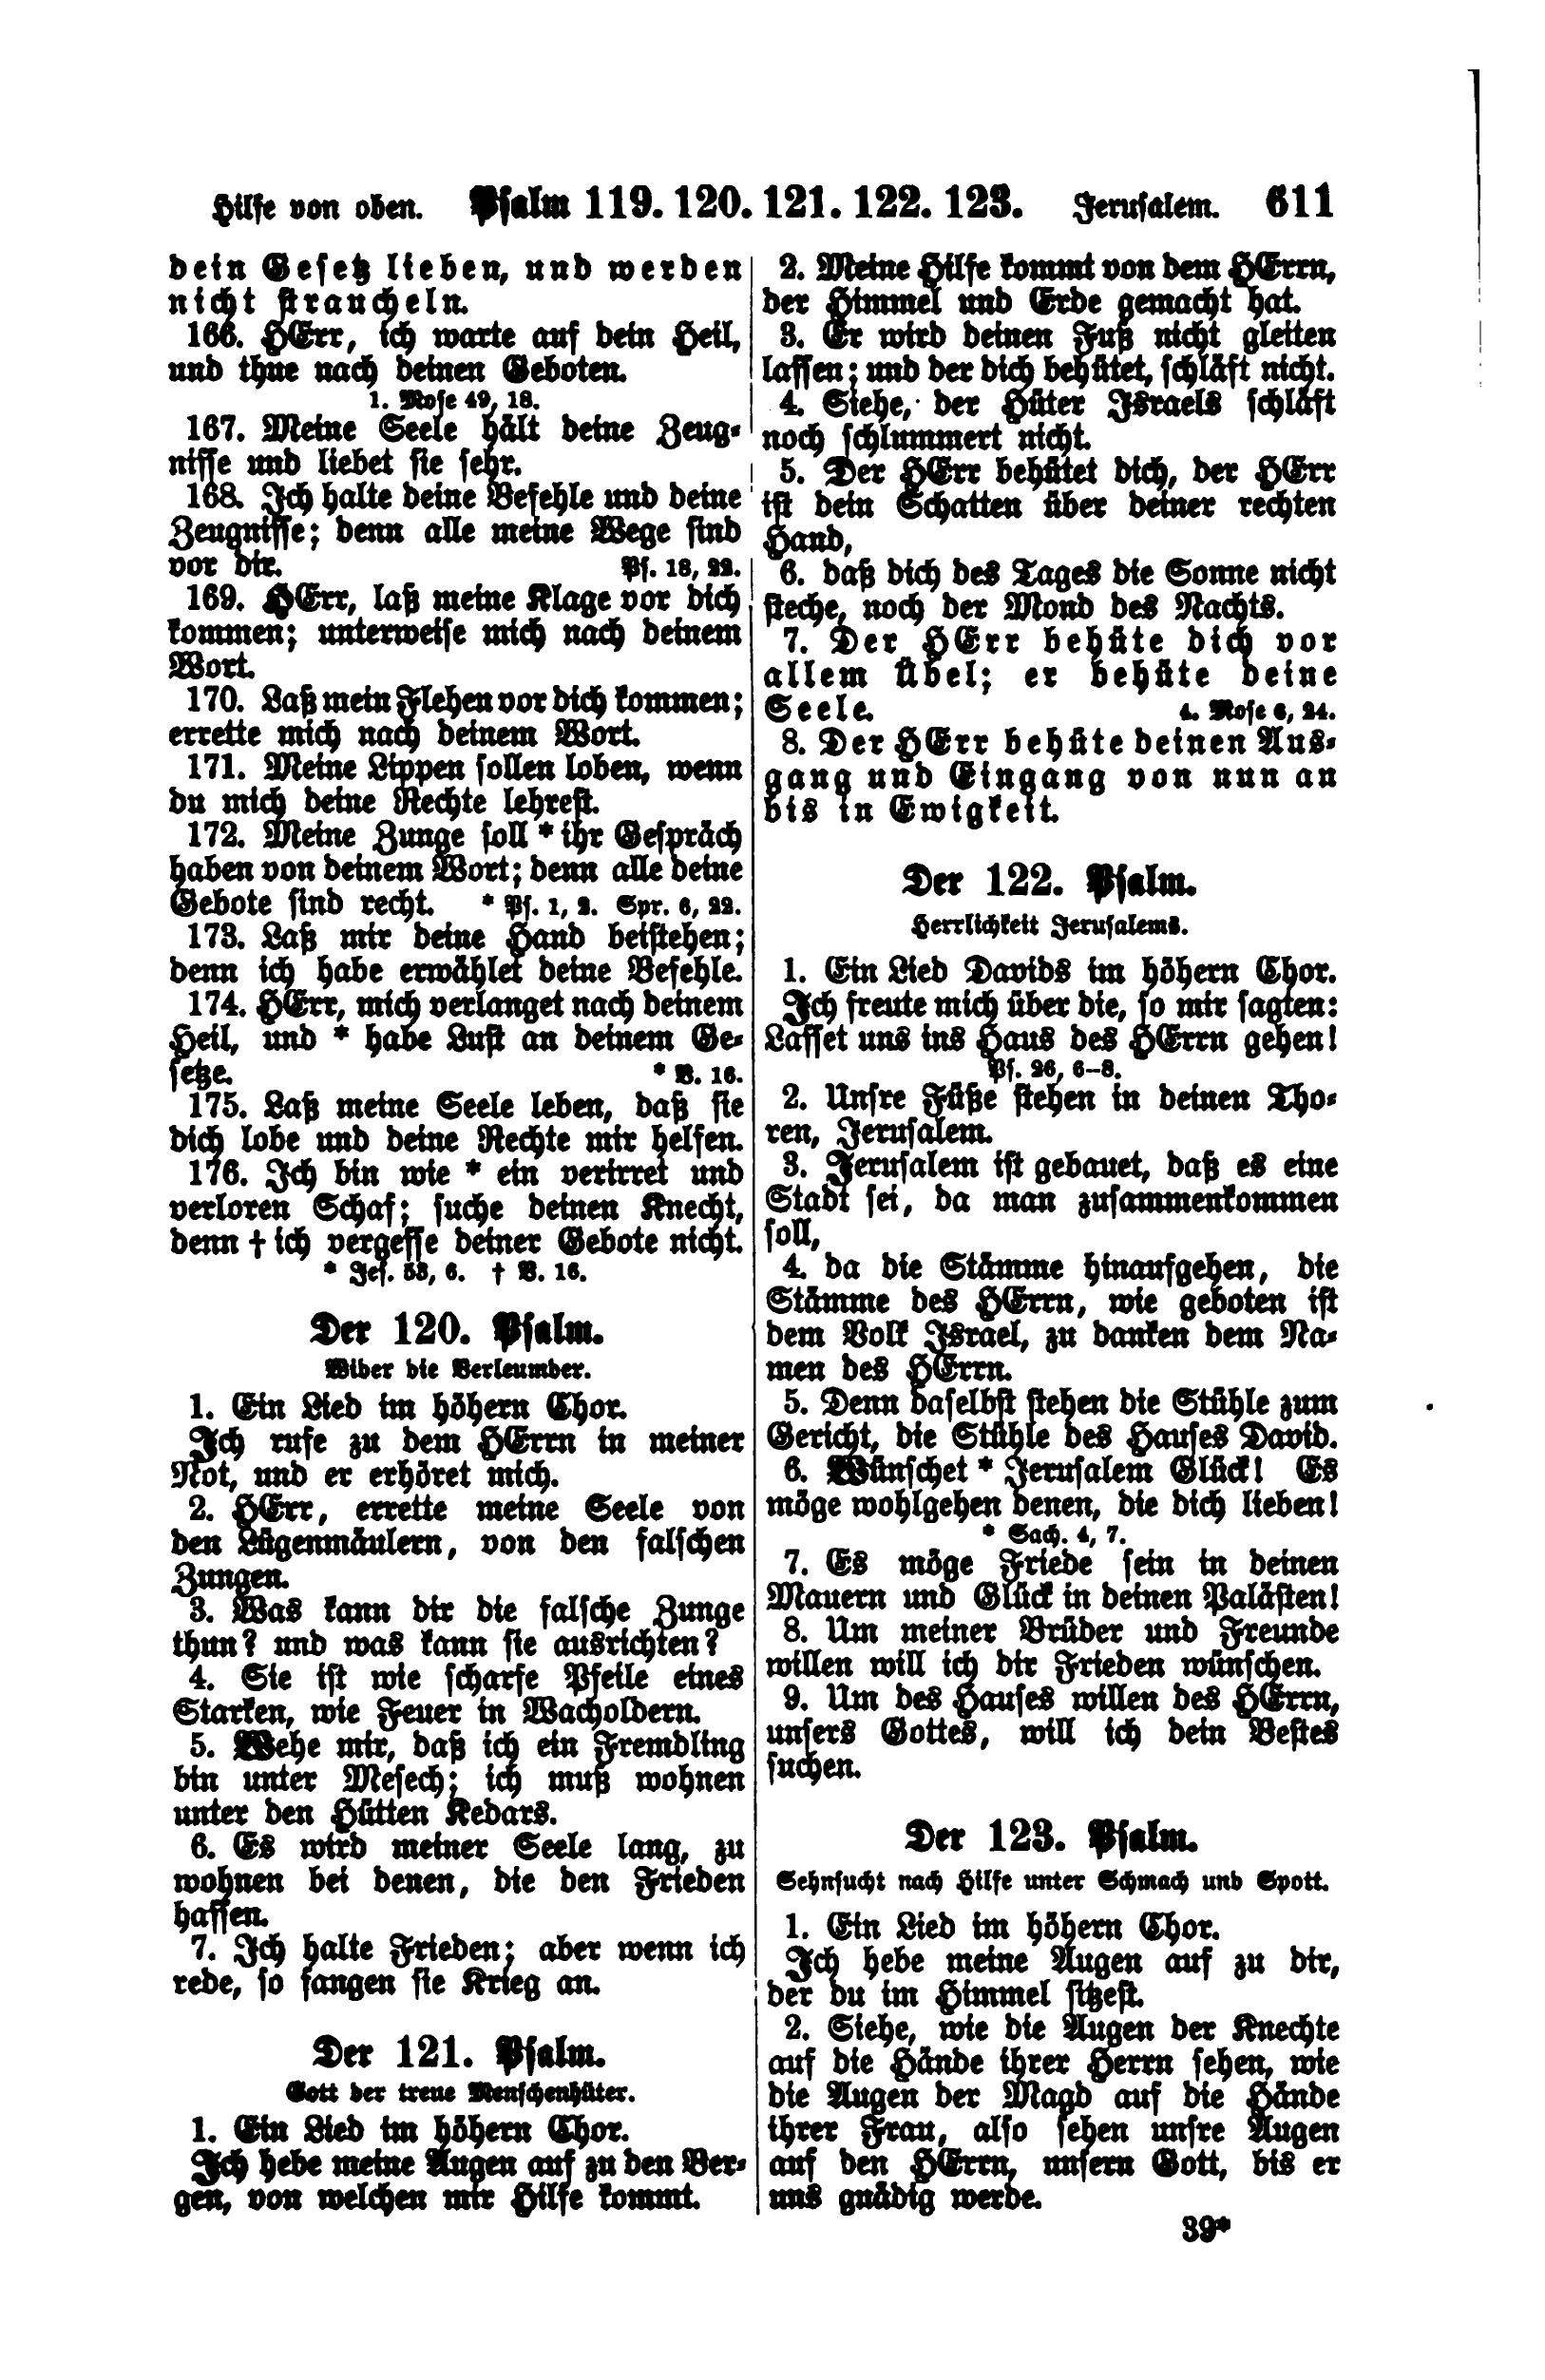 Hilfe von oben. Psalm 119. 120. 121. 122. 123. Jerusalem. 611
dein Gesetz lieben, und werden
nicht straucheln.
166. HErr, ich warte auf dein Heil,
und thue nach deinen Geboten.
1. Mose 49, 18.
167. Meine Seele hält deine Zeug-
nisse und liebet sie sehr.
168. Ich halte deine Befehle und deine
Zeugnisse; denn alle meine Wege sind
vor dir. Ps. 18, 22.
169. HErr, laß meine Klage vor dich
kommen; unterweise mich nach deinem
Wort.
170. Laß mein Flehen vor dich kommen;
errette mich nach deinem Wort.
171. Meine Lippen sollen loben, wenn
du mich deine Rechte lehrest.
172. Meine Zunge soll * ihr Gespräch
haben von deinem Wort; denn alle deine
Gebote sind recht. * Ps. 1, 2. Spr. 6, 22.
173. Laß mir deine Hand beistehen;
denn ich habe erwählet deine Befehle.
174. HErr, mich verlanget nach deinem
Heil, und * habe Lust an deinem Ge-
setze. * V. 16.
175. Laß meine Seele leben, daß sie
dich lobe und deine Rechte mir helfen.
176. Ich bin wie * ein verirret und
verloren Schaf; suche deinen Knecht,
denn † ich vergesse deiner Gebote nicht.
* Jes. 53, 6. † V. 16.
Der 120. Psalm.
Wider die Verleumder.
1. Ein Lied im höhern Chor.
Ich rufe zu dem HErrn in meiner
Not, und er erhöret mich.
2. HErr, errette meine Seele von
den Lügenmäulern, von den falschen
Zungen.
3. Was kann dir die falsche Zunge
thun? und was kann sie ausrichten?
4. Sie ist wie scharfe Pfeile eines
Starken, wie Feuer in Wacholdern.
5. Wehe mir, daß ich ein Fremdling
bin unter Mesech; ich muß wohnen
unter den Hütten Kedars.
6. Es wird meiner Seele lang, zu
wohnen bei denen, die den Frieden
hassen.
7. Ich halte Frieden; aber wenn ich
rede, so fangen sie Krieg an.
Der 121. Psalm.
Gott der treue Menschenhüter.
1. Ein Lied im höhern Chor.
Ich hebe meine Augen auf zu den Ber-
gen, von welchen mir Hilfe kommt.
2. Meine Hilfe kommt von dem HErrn,
der Himmel und Erde gemacht hat.
3. Er wird deinen Fuß nicht gleiten
lassen; und der dich behütet, schläft nicht.
4. Siehe, der Hüter Israels schläft
noch schlummert nicht.
5. Der HErr behütet dich, der HErr
ist dein Schatten über deiner rechten
Hand,
6. daß dich des Tages die Sonne nicht
steche, noch der Mond des Nachts.
7. Der HErr behüte dich vor
allem Übel; er behüte deine
Seele. 4. Mose 6, 24.
8. Der HErr behüte deinen Aus-
gang und Eingang von nun an
bis in Ewigkeit.
Der 122. Psalm.
Herrlichkeit Jerusalems.
1. Ein Lied Davids im höhern Chor.
Ich freute mich über die, so mir sagten:
Lasset uns ins Haus des HErrn gehen!
Ps. 26, 6–8.
2. Unsre Füße stehen in deinen Tho-
ren, Jerusalem.
3. Jerusalem ist gebauet, daß es eine
Stadt sei, da man zusammenkommen
soll,
4. da die Stämme hinaufgehen, die
Stämme des HErrn, wie geboten ist
dem Volk Israel, zu danken dem Na-
men des HErrn.
5. Denn daselbst stehen die Stühle zum
Gericht, die Stühle des Hauses David.
6. Wünschet * Jerusalem Glück! Es
möge wohlgehen denen, die dich lieben!
* Sach. 4, 7.
7. Es möge Friede sein in deinen
Mauern und Glück in deinen Palästen!
8. Um meiner Brüder und Freunde
willen will ich dir Frieden wünschen.
9. Um des Hauses willen des HErrn,
unsers Gottes, will ich dein Bestes
suchen.
Der 123. Psalm.
Sehnsucht nach Hilfe unter Schmach und Spott.
1. Ein Lied im höhern Chor.
Ich hebe meine Augen auf zu dir,
der du im Himmel sitzest.
2. Siehe, wie die Augen der Knechte
auf die Hände ihrer Herrn sehen, wie
die Augen der Magd auf die Hände
ihrer Frau, also sehen unsre Augen
auf den HErrn, unsern Gott, bis er
uns gnädig werde.
39*